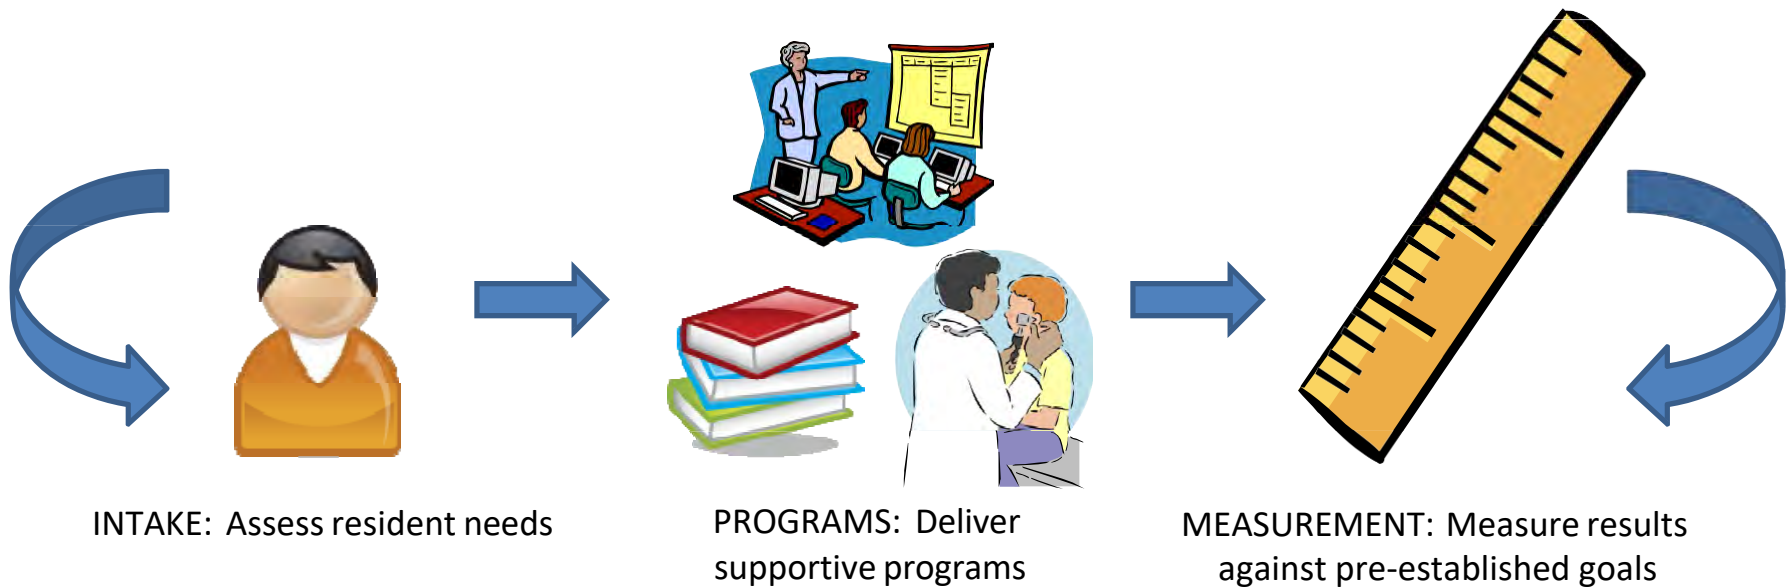 INTAKE: Assess resident needs
PROGRAMS: Deliver
supportive programs
MEASUREMENT: Measure results
against pre-established goals